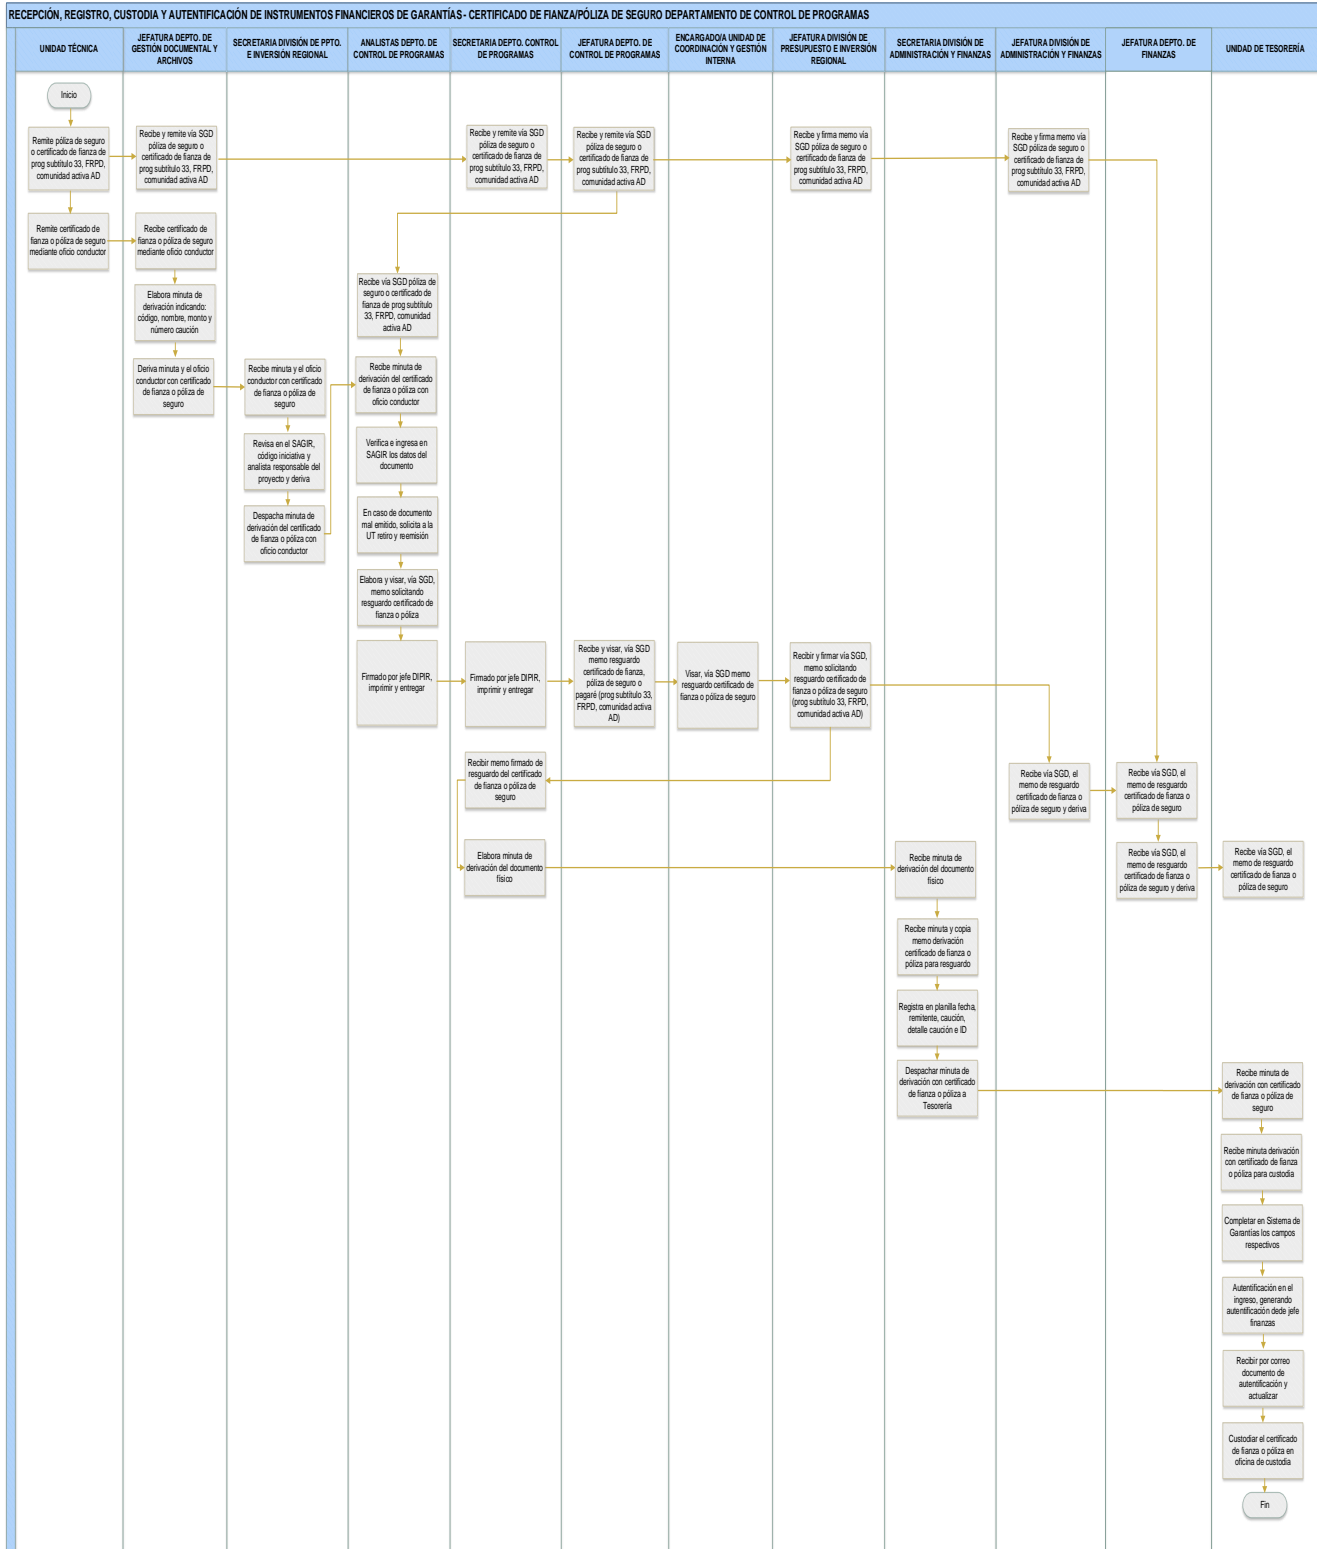 RECEPCIÓN, REGISTRO, CUSTODIA Y AUTENTIFICACIÓN DE INSTRUMENTOS FINANCIEROS DE GARANTÍAS - CERTIFICADO DE FIANZA/PÓLIZA DE SEGURO DEPARTAMENTO DE CONTROL DE PROGRAMAS
UNIDAD TÉCNICA
JEFATURA DEPTO. DE
GESTIÓN DOCUMENTAL Y
ARCHIVOS
SECRETARIA DIVISIÓN DE PPTO.
E INVERSIÓN REGIONAL
ANALISTAS DEPTO. DE
CONTROL DE PROGRAMAS
SECRETARIA DEPTO. CONTROL
DE PROGRAMAS
JEFATURA DEPTO. DE
CONTROL DE PROGRAMAS
ENCARGADO/A UNIDAD DE
COORDINACIÓN Y GESTIÓN
INTERNA
JEFATURA DIVISIÓN DE
PRESUPUESTO E INVERSIÓN
REGIONAL
SECRETARIA DIVISIÓN DE
ADMINISTRACIÓN Y FINANZAS
JEFATURA DIVISIÓN DE
ADMINISTRACIÓN Y FINANZAS
JEFATURA DEPTO. DE
FINANZAS
UNIDAD DE TESORERÍA
Inicio
Remite póliza de seguro
o certificado de fianza de
prog subtítulo 33, FRPD,
comunidad activa AD
Recibe y remite vía SGD
póliza de seguro o
certificado de fianza de
prog subtítulo 33, FRPD,
comunidad activa AD
Recibe y remite vía SGD
póliza de seguro o
certificado de fianza de
prog subtítulo 33, FRPD,
comunidad activa AD
Recibe y remite vía SGD
póliza de seguro o
certificado de fianza de
prog subtítulo 33, FRPD,
comunidad activa AD
Recibe y firma memo vía
SGD póliza de seguro o
certificado de fianza de
prog subtítulo 33, FRPD,
comunidad activa AD
Recibe y firma memo vía
SGD póliza de seguro o
certificado de fianza de
prog subtítulo 33, FRPD,
comunidad activa AD
Remite certificado de
fianza o póliza de seguro
mediante oficio conductor
Recibe certificado de
fianza o póliza de seguro
mediante oficio conductor
Elabora minuta de
derivación indicando:
código, nombre, monto y
número caución
Recibe vía SGD póliza de
seguro o certificado de
fianza de prog subtítulo
33, FRPD, comunidad
activa AD
Deriva minuta y el oficio
conductor con certificado
de fianza o póliza de
seguro
Recibe minuta y el oficio
conductor con certificado
de fianza o póliza de
seguro
Recibe minuta de
derivación del certificado
de fianza o póliza con
oficio conductor
Revisa en el SAGIR,
código iniciativa y
analista responsable del
proyecto y deriva
Verifica e ingresa en
SAGIR los datos del
documento
Despacha minuta de
derivación del certificado
de fianza o póliza con
oficio conductor
En caso de documento
mal emitido, solicita a la
UT retiro y reemisión
Elabora y visar, vía SGD,
memo solicitando
resguardo certificado de
fianza o póliza
Firmado por jefe DIPIR,
imprimir y entregar
Firmado por jefe DIPIR,
imprimir y entregar
Recibe y visar, vía SGD
memo resguardo
certificado de fianza,
póliza de seguro o
pagaré (prog subtítulo 33,
FRPD, comunidad activa
AD)
Visar, vía SGD memo
resguardo certificado de
fianza o póliza de seguro
Recibir y firmar vía SGD,
memo solicitando
resguardo certificado de
fianza o póliza de seguro
(prog subtítulo 33, FRPD,
comunidad activa AD)
Recibir memo firmado de
resguardo del certificado
de fianza o póliza de
seguro
Recibe vía SGD, el
memo de resguardo
certificado de fianza o
póliza de seguro y deriva
Recibe vía SGD, el
memo de resguardo
certificado de fianza o
póliza de seguro
Elabora minuta de
derivación del documento
físico
Recibe minuta de
derivación del documento
físico
Recibe vía SGD, el
memo de resguardo
certificado de fianza o
póliza de seguro y deriva
Recibe vía SGD, el
memo de resguardo
certificado de fianza o
póliza de seguro
Recibe minuta y copia
memo derivación
certificado de fianza o
póliza para resguardo
Registra en planilla fecha,
remitente, caución,
detalle caución e ID
Despachar minuta de
derivación con certificado
de fianza o póliza a
Tesorería
Recibe minuta de
derivación con certificado
de fianza o póliza de
seguro
Recibe minuta derivación
con certificado de fianza
o póliza para custodia
Completar en Sistema de
Garantías los campos
respectivos
Autentificación en el
ingreso, generando
autentificación dede jefe
finanzas
Recibir por correo
documento de
autentificación y
actualizar
Custodiar el certificado
de fianza o póliza en
oficina de custodia
Fin